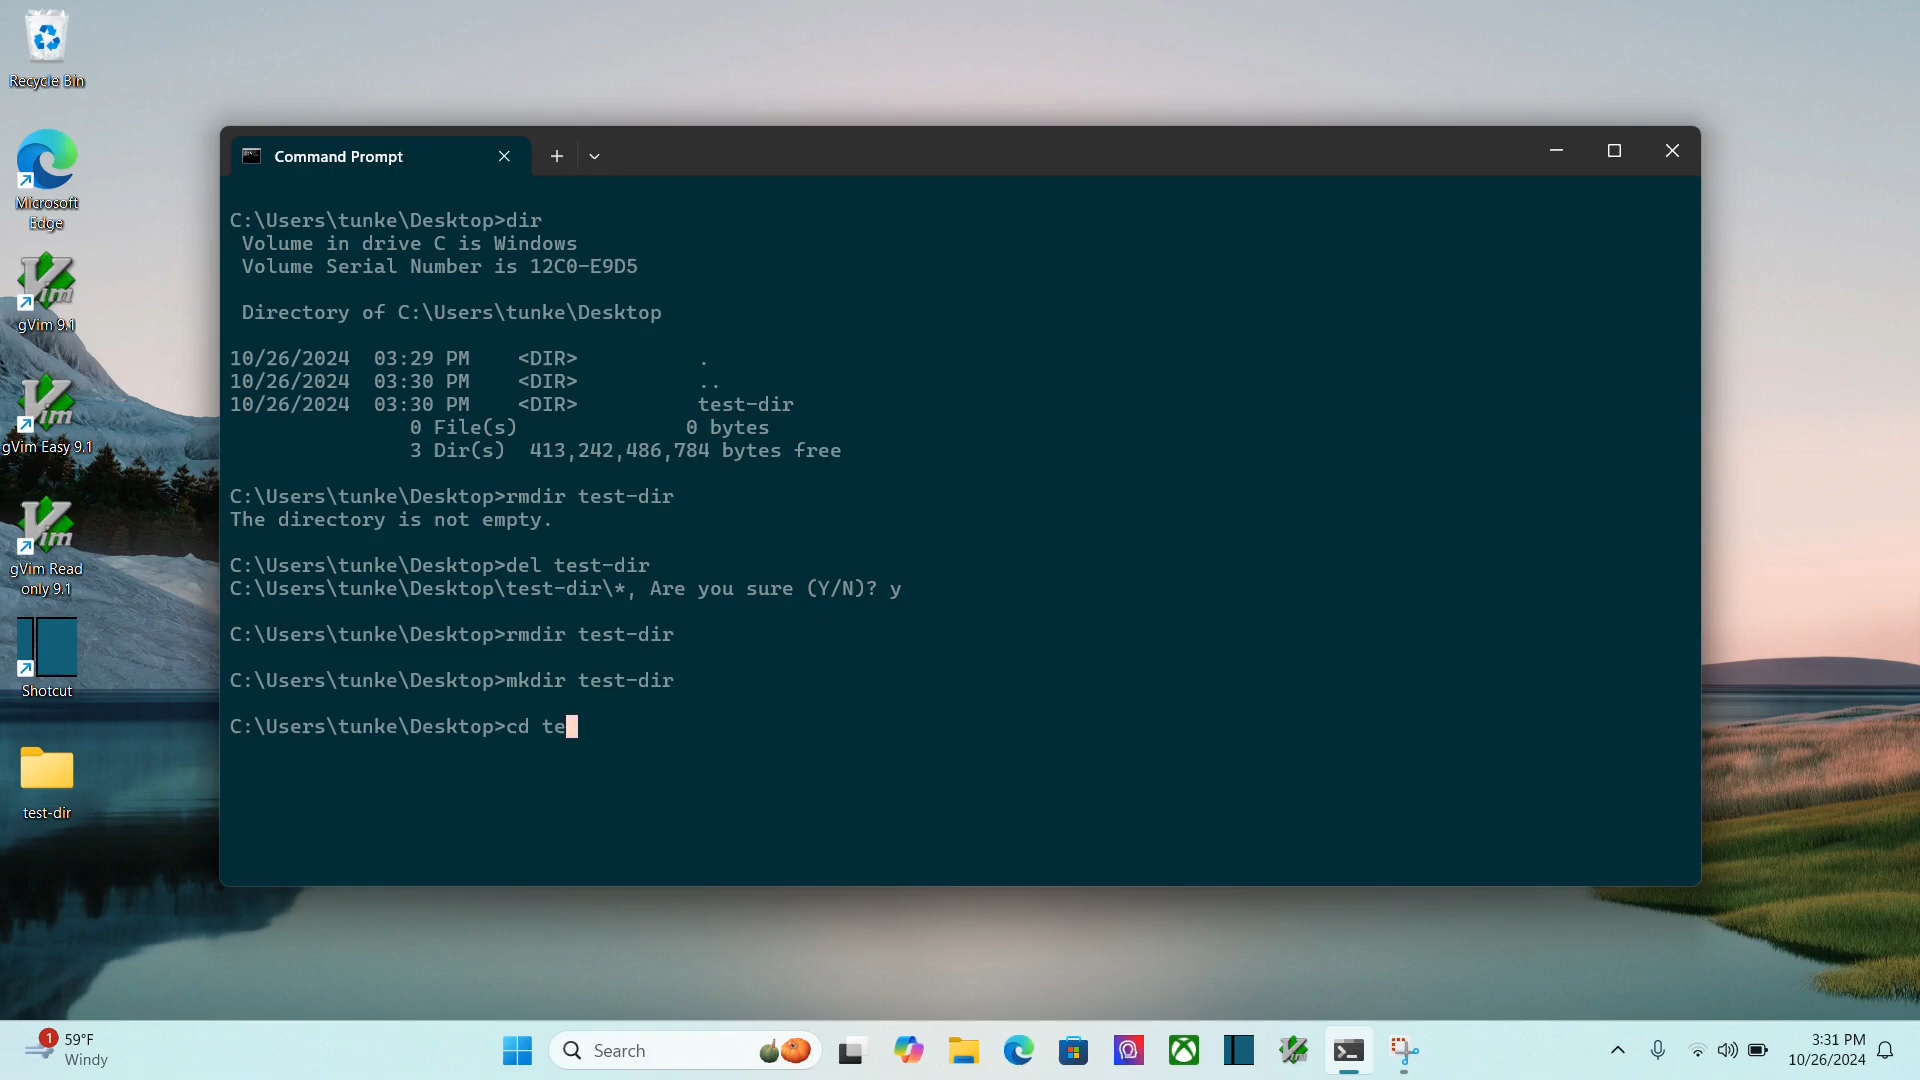 Recycle Bin
Microsoft
Edge
gVim 9.1
gVim Easy 9.1
gVim Read
only 9.1
Shotcut
test-dir
Command Prompt
C:\Users\tunke\Desktop>dir
Volume in drive C is Windows
Volume Serial Number is 12C0-E9D5
Directory of C:\Users\tunke\Desktop
10/26/2024  03:29 PM    <DIR>          .
10/26/2024  03:30 PM    <DIR>          ..
10/26/2024  03:30 PM    <DIR>          test-dir
0 File(s)              0 bytes
3 Dir(s)  413,242,486,784 bytes free
C:\Users\tunke\Desktop>rmdir test-dir
The directory is not empty.
C:\Users\tunke\Desktop>del test-dir
C:\Users\tunke\Desktop\test-dir\*, Are you sure (Y/N)? y
C:\Users\tunke\Desktop>rmdir test-dir
C:\Users\tunke\Desktop>mkdir test-dir
C:\Users\tunke\Desktop>cd te
1
59°F
Windy
Search
3:31 PM
10/26/2024